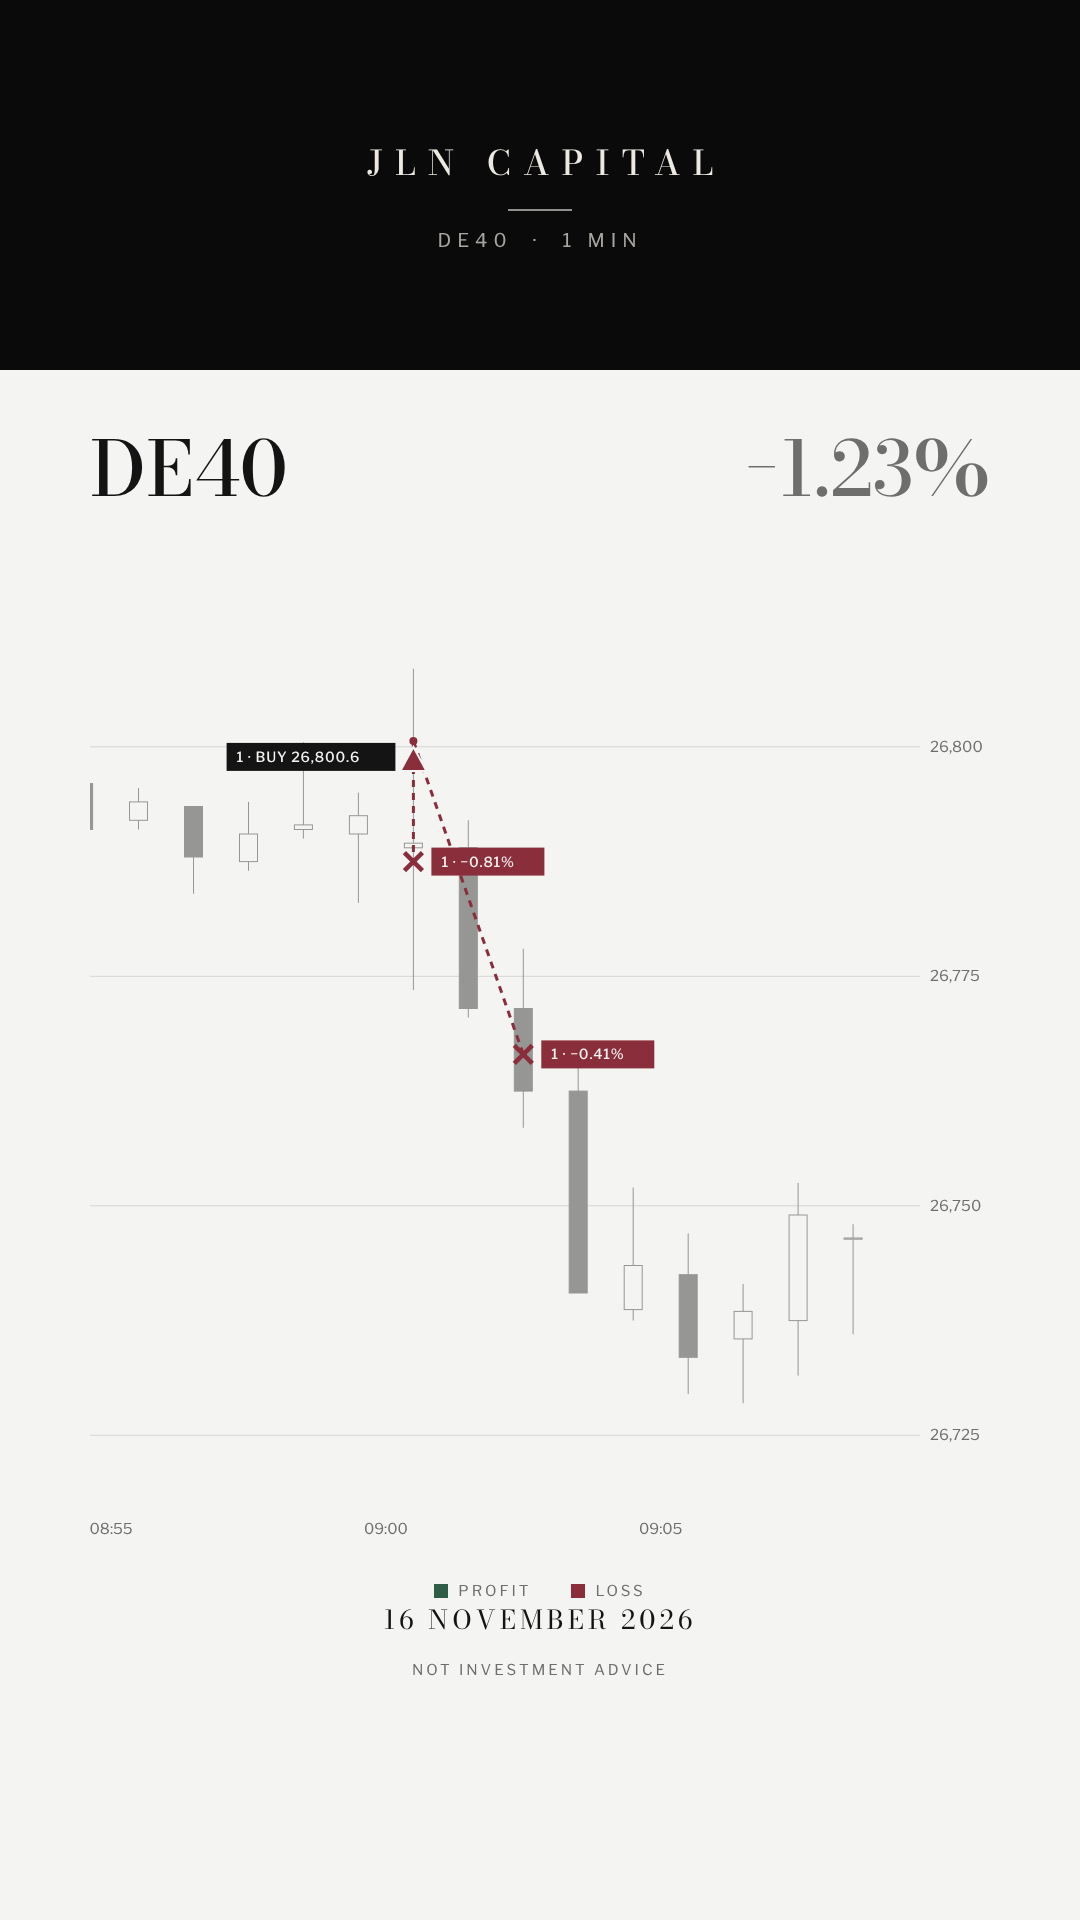 JLN CAPITAL
DE40 · 1 MIN
DE40
−1.23%
26,800
1 · BUY 26,800.6
1 · −0.81%
26,775
1 · −0.41%
26,750
26,725
08:55 09:00 09:05
PROFIT LOSS
16 NOVEMBER 2026
NOT INVESTMENT ADVICE